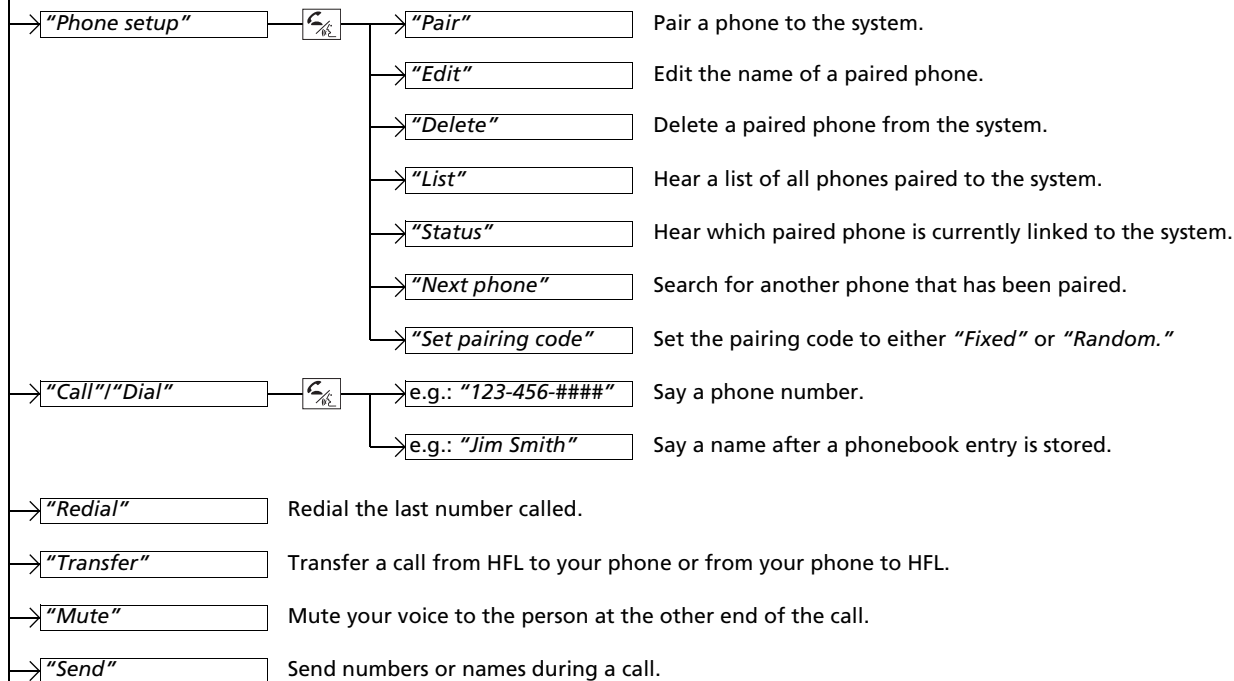 “Phone setup” “Pair” Pair a phone to the system.
“Edit” Edit the name of a paired phone.
“Delete” Delete a paired phone from the system.
“List” Hear a list of all phones paired to the system.
“Status” Hear which paired phone is currently linked to the system.
“Next phone” Search for another phone that has been paired.
“Set pairing code” Set the pairing code to either “Fixed” or “Random.”
“Call”/“Dial” e.g.: “123-456-####” Say a phone number.
e.g.: “Jim Smith” Say a name after a phonebook entry is stored.
“Redial” Redial the last number called.
“Transfer” Transfer a call from HFL to your phone or from your phone to HFL.
“Mute” Mute your voice to the person at the other end of the call.
“Send” Send numbers or names during a call.